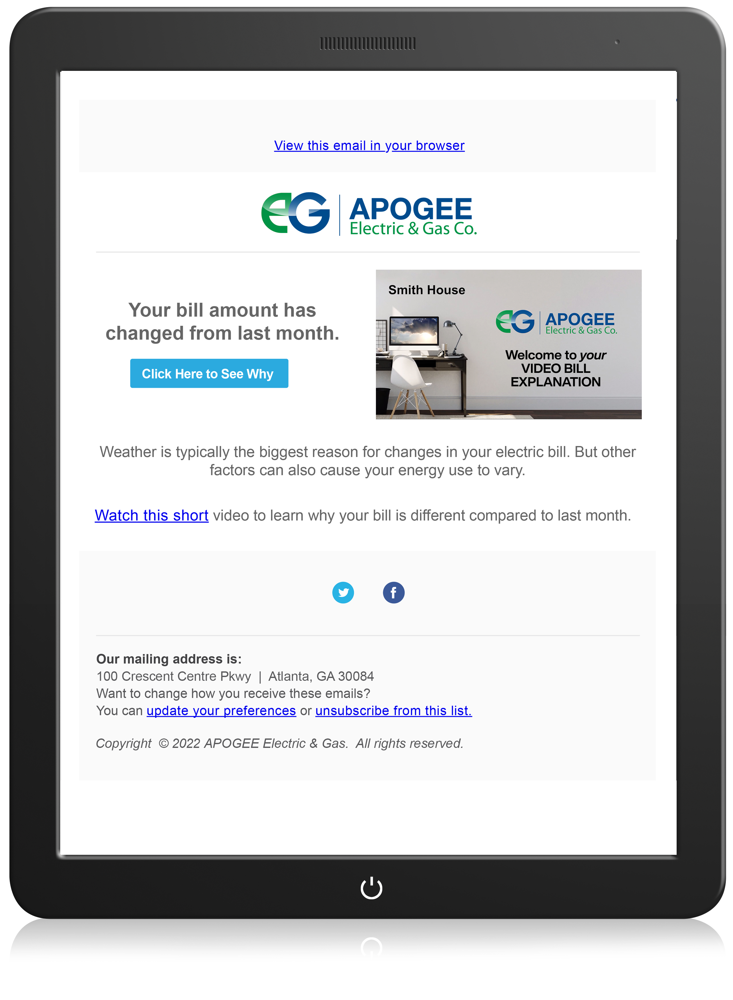 View this email in your browser
eG APOGEE
Electric & Gas Co.
Your bill amount has
changed from last month.
Click Here to See Why
Smith House
eG APOGEE
Electric & Gas Co.
Welcome to your
VIDEO BILL
EXPLANATION
Weather is typically the biggest reason for changes in your electric bill. But other
factors can also cause your energy use to vary.
Watch this short video to learn why your bill is different compared to last month.
Our mailing address is:
100 Crescent Centre Pkwy | Atlanta, GA 30084
Want to change how you receive these emails?
You can update your preferences or unsubscribe from this list.
Copyright © 2022 APOGEE Electric & Gas. All rights reserved.